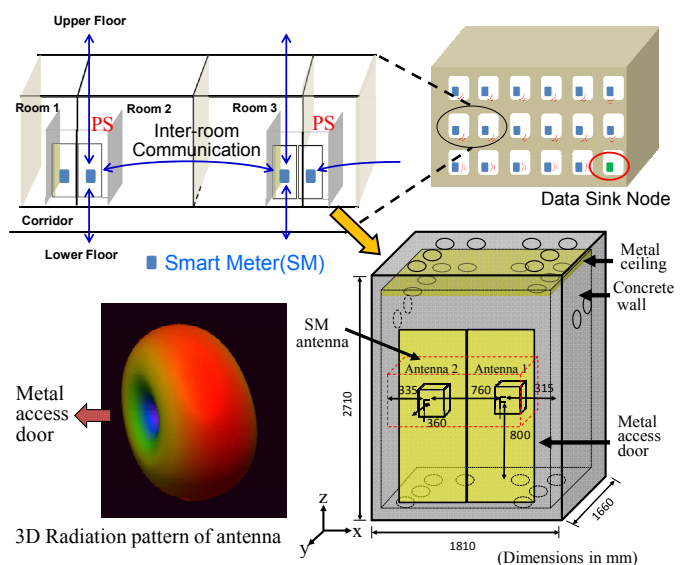 Upper Floor
Room 1
Room 2
Room 3
PS
PS
Inter-room
Communication
Corridor
Lower Floor
Smart Meter(SM)
Data Sink Node
Metal
ceiling
Concrete
wall
SM
antenna
Antenna 2
Antenna 1
335
760
315
360
800
2710
Metal
access
door
Metal
access
door
z
x
y
1810
1660
3D Radiation pattern of antenna
(Dimensions in mm)